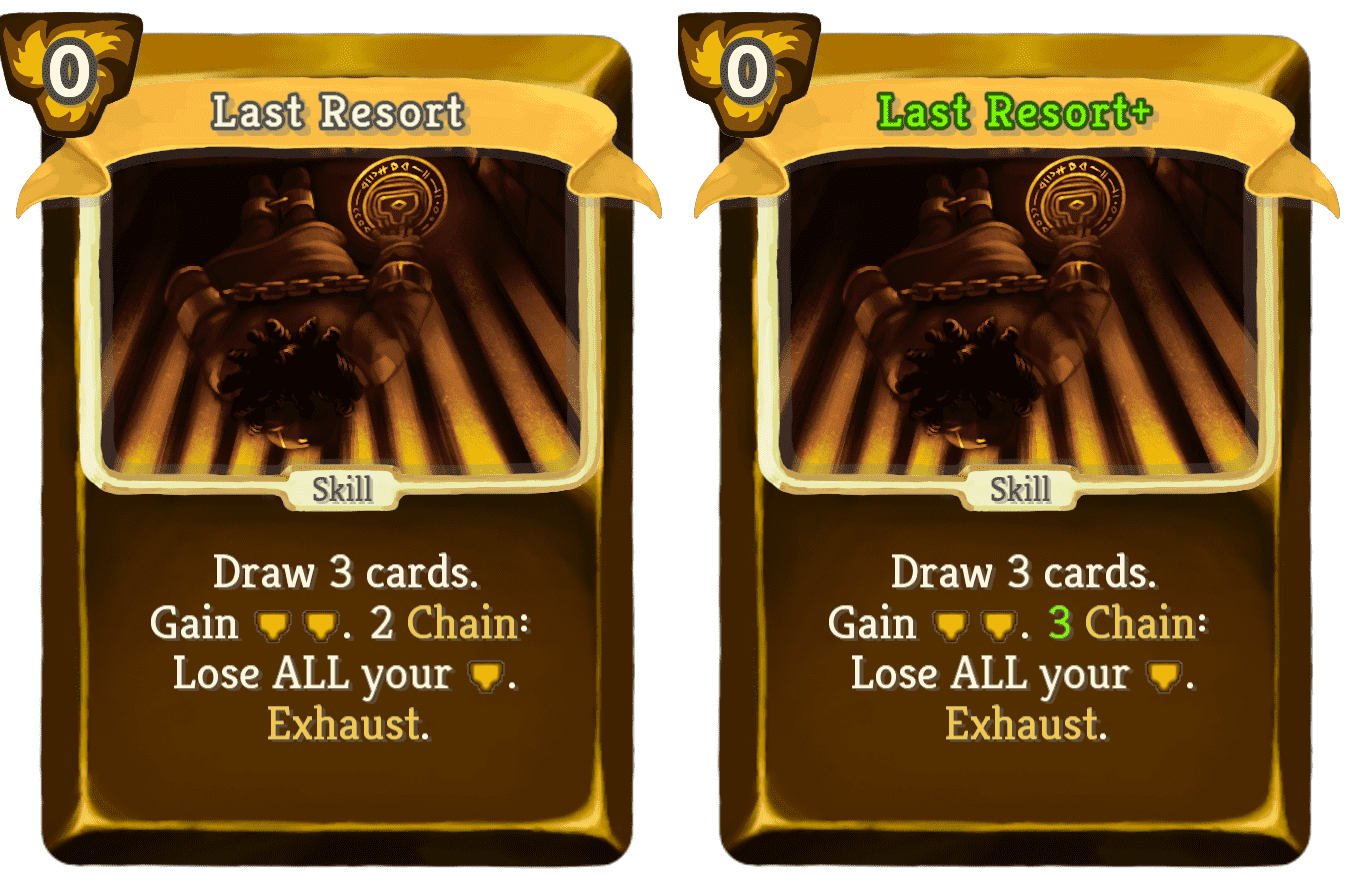 0
Last Resort
Skill
Draw 3 cards.
Gain . 2 Chain:
Lose ALL your .
Exhaust.
0
Last Resort+
Skill
Draw 3 cards.
Gain . 3 Chain:
Lose ALL your .
Exhaust.